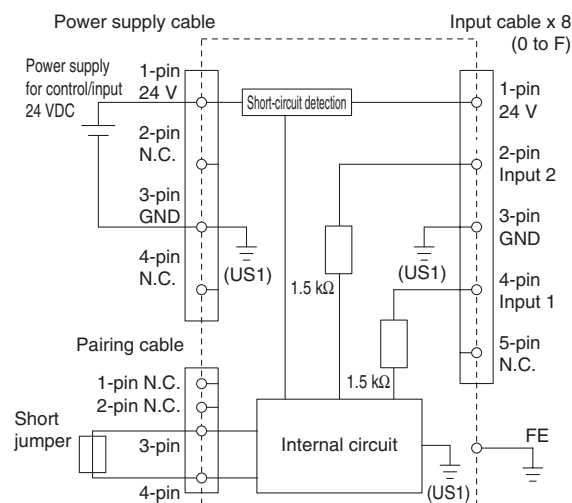 Power supply cable
Input cable x 8
(0 to F)
Power supply
for control/input
24 VDC
1-pin
24 V
2-pin
N.C.
3-pin
GND
4-pin
N.C.
Short-circuit detection
(US1)
1.5 kΩ
(US1)
1.5 kΩ
1-pin
24 V
2-pin
Input 2
3-pin
GND
4-pin
Input 1
5-pin
N.C.
Pairing cable
1-pin N.C.
2-pin N.C.
Short
jumper
3-pin
4-pin
Internal circuit
(US1)
FE